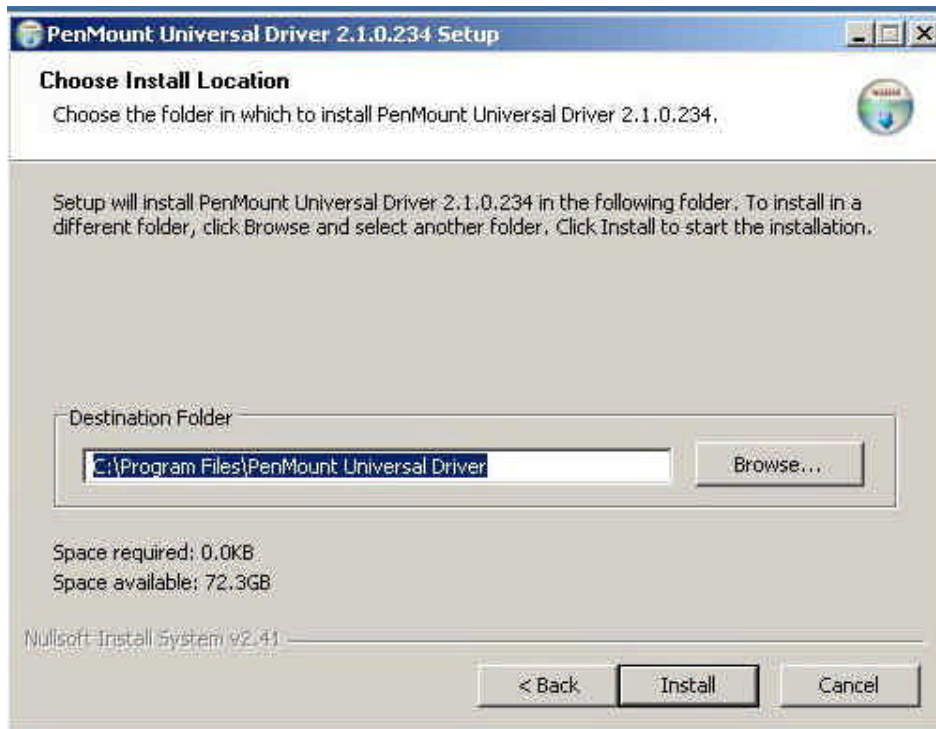 PenMount Universal Driver 2.1.0.234 Setup
Choose Install Location
Choose the folder in which to install PenMount Universal Driver 2.1.0.234.
Setup will install PenMount Universal Driver 2.1.0.234 in the following folder. To install in a
different folder, click Browse and select another folder. Click Install to start the installation.
Destination Folder
C:\Program Files\PenMount Universal Driver
Browse...
Space required: 0.0KB
Space available: 72.3GB
Nullsoft Install System v2.41
< Back
Install
Cancel